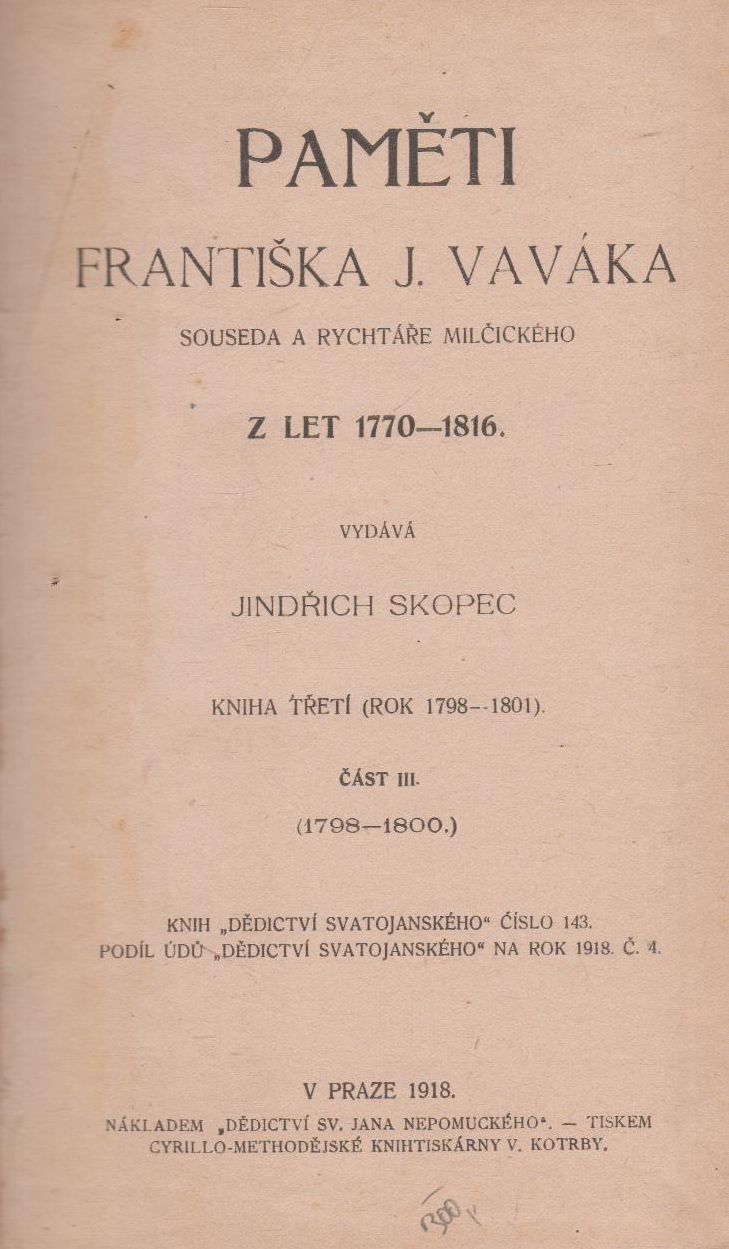 PAMĚTI
FRANTIŠKA J. VAVÁKA
SOUSEDA A RYCHTÁŘE MILČICKÉHO
Z LET 1770—1816.
VYDÁVÁ
JINDŘICH SKOPEC
KNIHA TŘETÍ (ROK 1798—1801).
ČÁST III.
(1798—1800.)
KNIH „DĚDICTVÍ SVATOJANSKÉHO“ ČÍSLO 143.
PODÍL ÚDŮ „DĚDICTVÍ SVATOJANSKÉHO“ NA ROK 1918. Č. 4.
V PRAZE 1918.
NÁKLADEM „DĚDICTVÍ SV. JANA NEPOMUCKÉHO“. — TISKEM
CYRILLO-METHODĚJSKÉ KNIHTISKÁRNY V. KOTRBY.